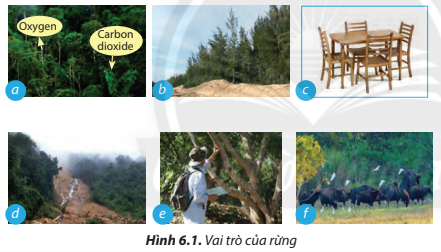 Oxygen
Carbon
dioxide
a
b
c
d
e
f
Hình 6.1. Vai trò của rừng